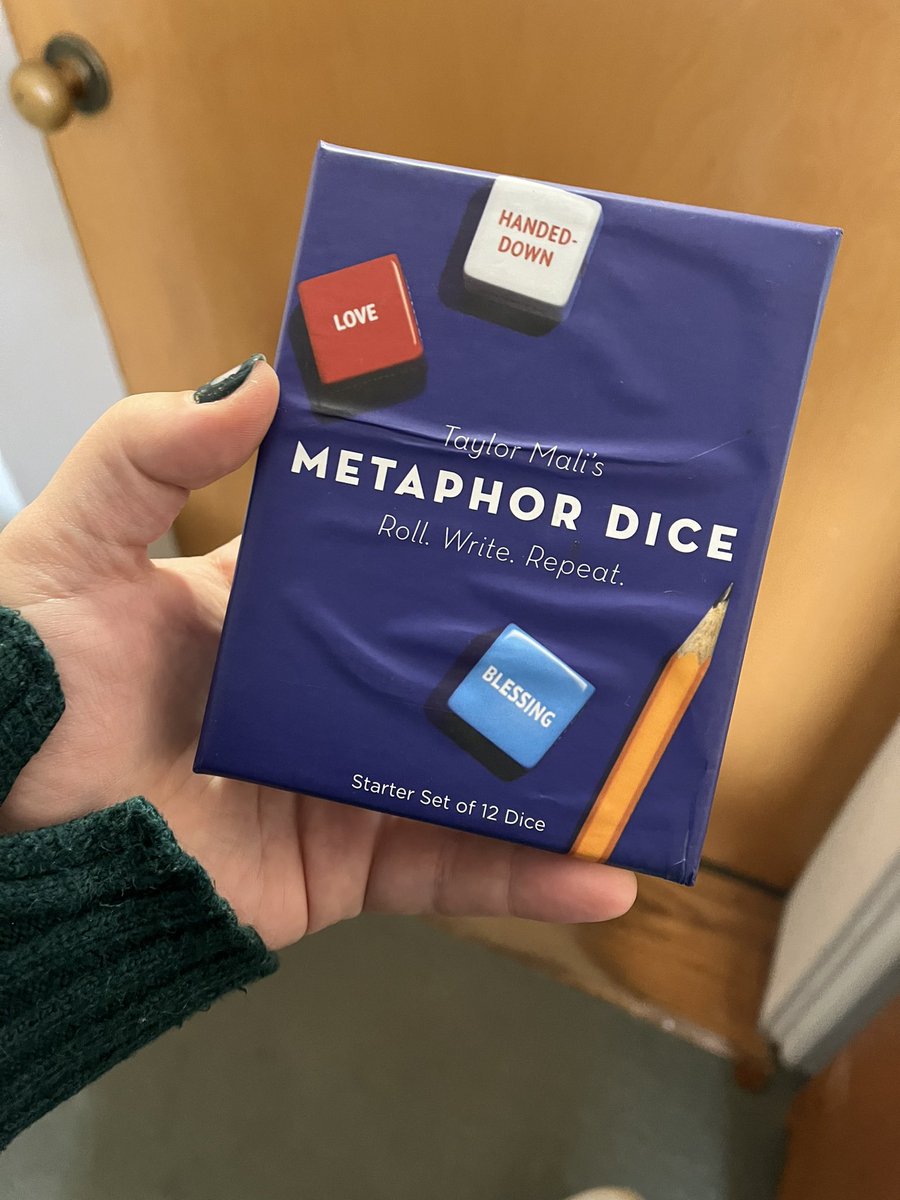 HANDED-
DOWN
LOVE
Taylor Mali's
METAPHOR DICE
Roll. Write. Repeat.
BLESSING
Starter Set of 12 Dice